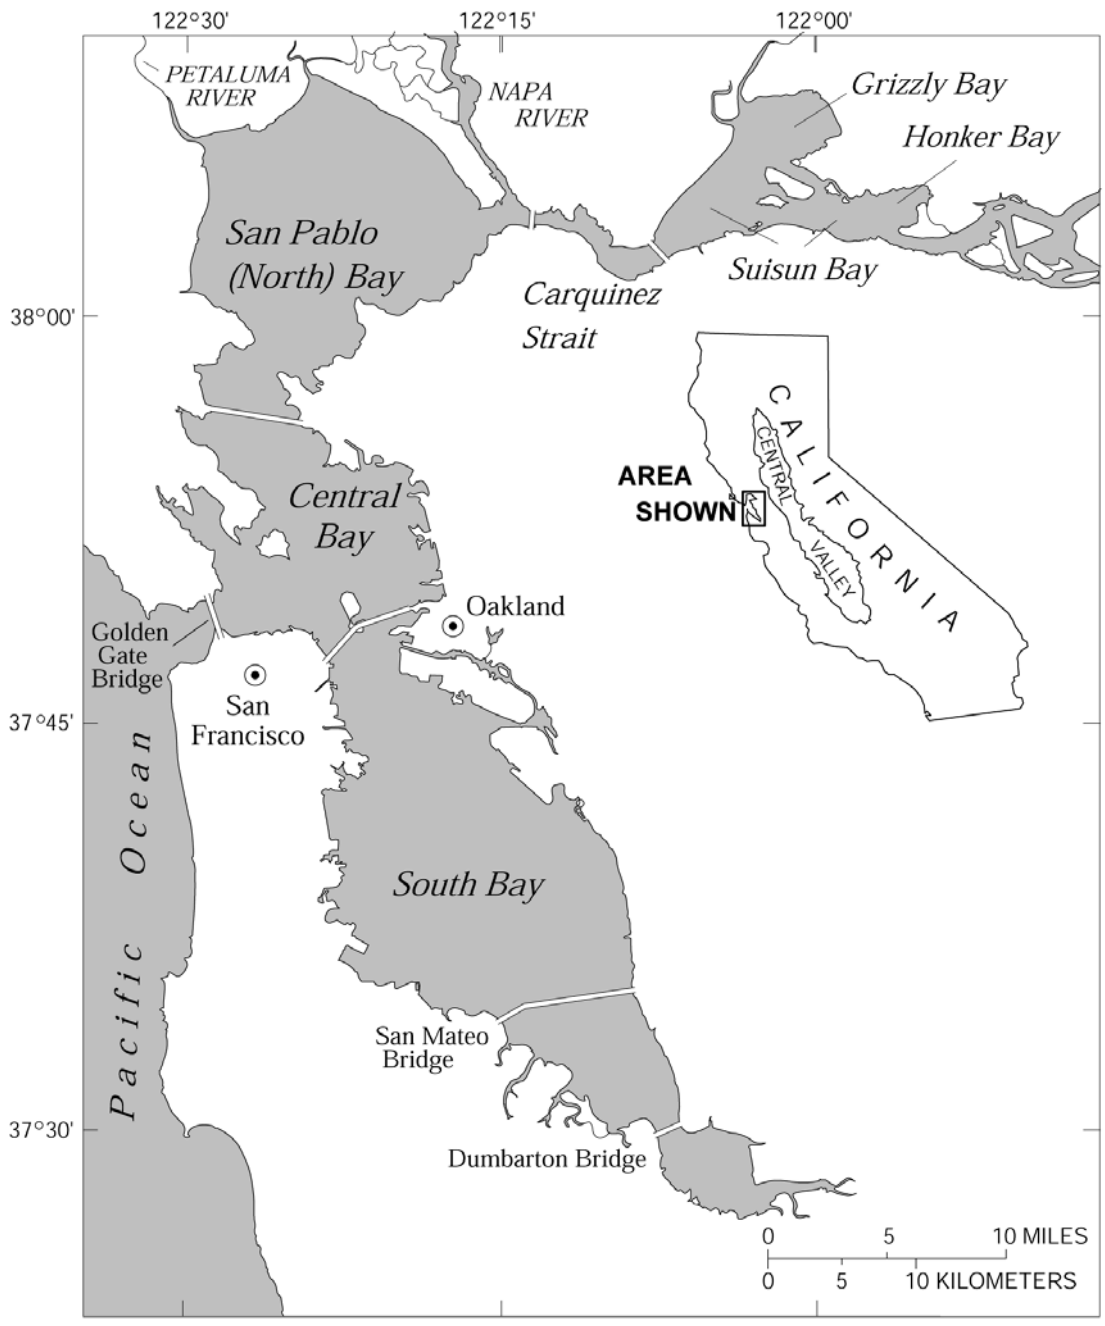 122°30' 122°15' 122°00'
PETALUMA
RIVER
NAPA
RIVER
Grizzly Bay
Honker Bay
San Pablo
(North) Bay
Suisun Bay
Carquinez
Strait
38°00'
CALIFORNIA
CENTRAL
VALLEY
AREA
SHOWN
Central
Bay
Oakland
Golden
Gate
Bridge
San
Francisco
37°45'
Pacific Ocean
South Bay
San Mateo
Bridge
37°30'
Dumbarton Bridge
0 5 10 MILES
0 5 10 KILOMETERS